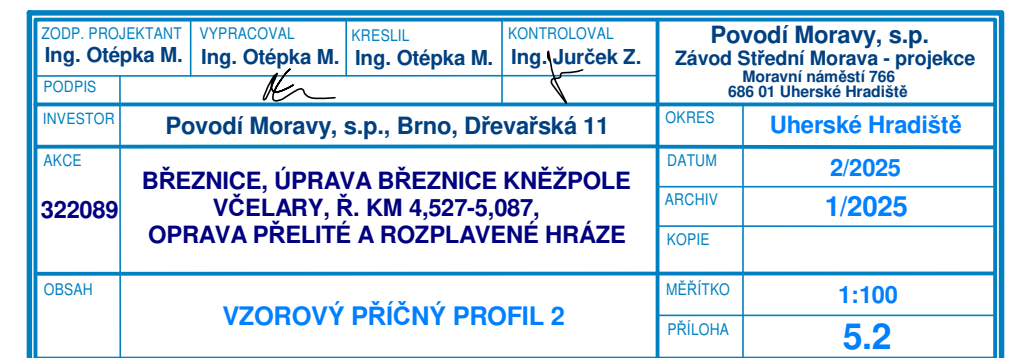 ZODP. PROJEKTANT
Ing. Otépka M.
VYPRACOVAL
Ing. Otépka M.
KRESLIL
Ing. Otépka M.
KONTROLOVAL
Ing. Jurček Z.
Povodí Moravy, s.p.
Závod Střední Morava - projekce
Moravní náměstí 766
686 01 Uherské Hradiště
PODPIS
INVESTOR
Povodí Moravy, s.p., Brno, Dřevařská 11
OKRES
Uherské Hradiště
AKCE
322089
BŘEZNICE, ÚPRAVA BŘEZNICE KNĚŽPOLE
VČELARY, Ř. KM 4,527-5,087,
OPRAVA PŘELITÉ A ROZPLAVENÉ HRÁZE
DATUM
2/2025
ARCHIV
1/2025
KOPIE
OBSAH
VZOROVÝ PŘÍČNÝ PROFIL 2
MĚŘÍTKO
1:100
PŘÍLOHA
5.2